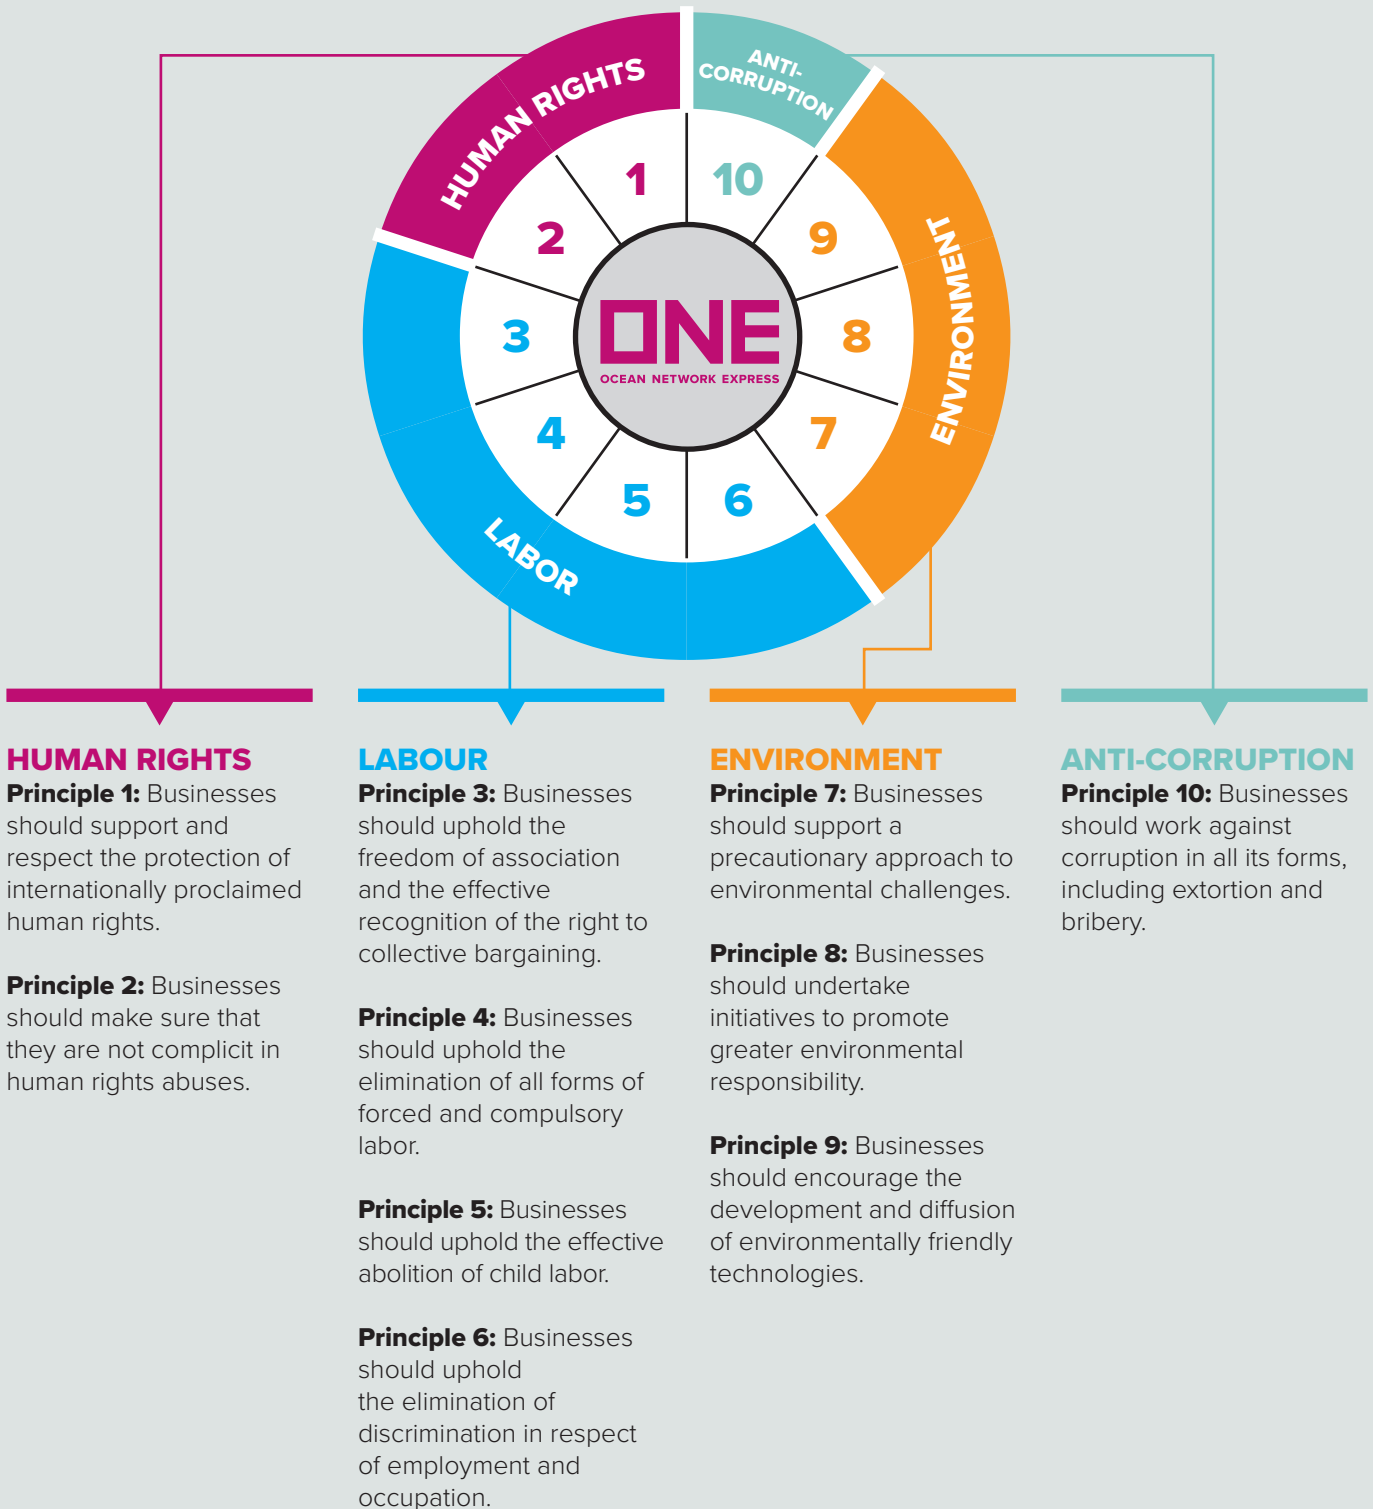 HUMAN RIGHTS
ANTI-
CORRUPTION
1
10
2
9
ENVIRONMENT
3
8
ONE
OCEAN NETWORK EXPRESS
4
7
5
6
LABOR
HUMAN RIGHTS
Principle 1: Businesses
should support and
respect the protection of
internationally proclaimed
human rights.
Principle 2: Businesses
should make sure that
they are not complicit in
human rights abuses.
LABOUR
Principle 3: Businesses
should uphold the
freedom of association
and the effective
recognition of the right to
collective bargaining.
Principle 4: Businesses
should uphold the
elimination of all forms of
forced and compulsory
labor.
Principle 5: Businesses
should uphold the effective
abolition of child labor.
Principle 6: Businesses
should uphold
the elimination of
discrimination in respect
of employment and
occupation.
ENVIRONMENT
Principle 7: Businesses
should support a
precautionary approach to
environmental challenges.
Principle 8: Businesses
should undertake
initiatives to promote
greater environmental
responsibility.
Principle 9: Businesses
should encourage the
development and diffusion
of environmentally friendly
technologies.
ANTI-CORRUPTION
Principle 10: Businesses
should work against
corruption in all its forms,
including extortion and
bribery.